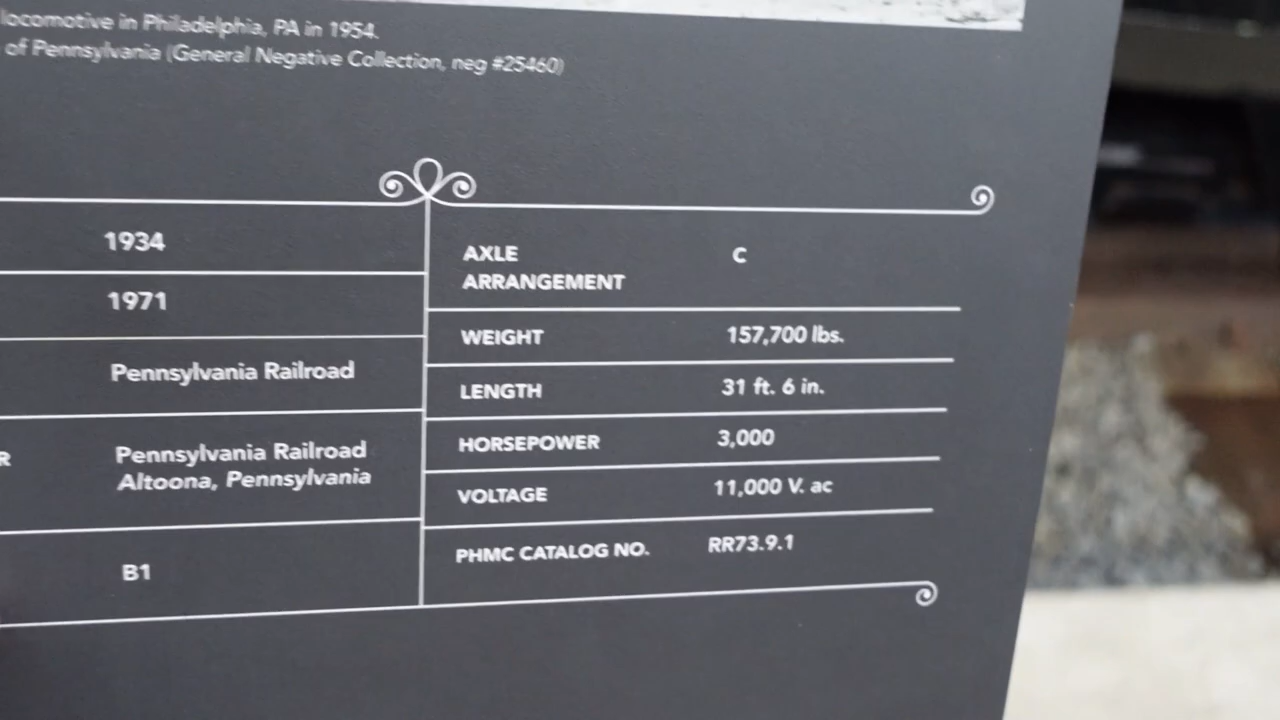 locomotive in Philadelphia, PA in 1954.
of Pennsylvania (General Negative Collection, neg #25460)
1934
1971
Pennsylvania Railroad
R
Pennsylvania Railroad
Altoona, Pennsylvania
B1
AXLE C
ARRANGEMENT
WEIGHT 157,700 lbs.
LENGTH 31 ft. 6 in.
HORSEPOWER 3,000
VOLTAGE 11,000 V. ac
PHMC CATALOG NO. RR73.9.1